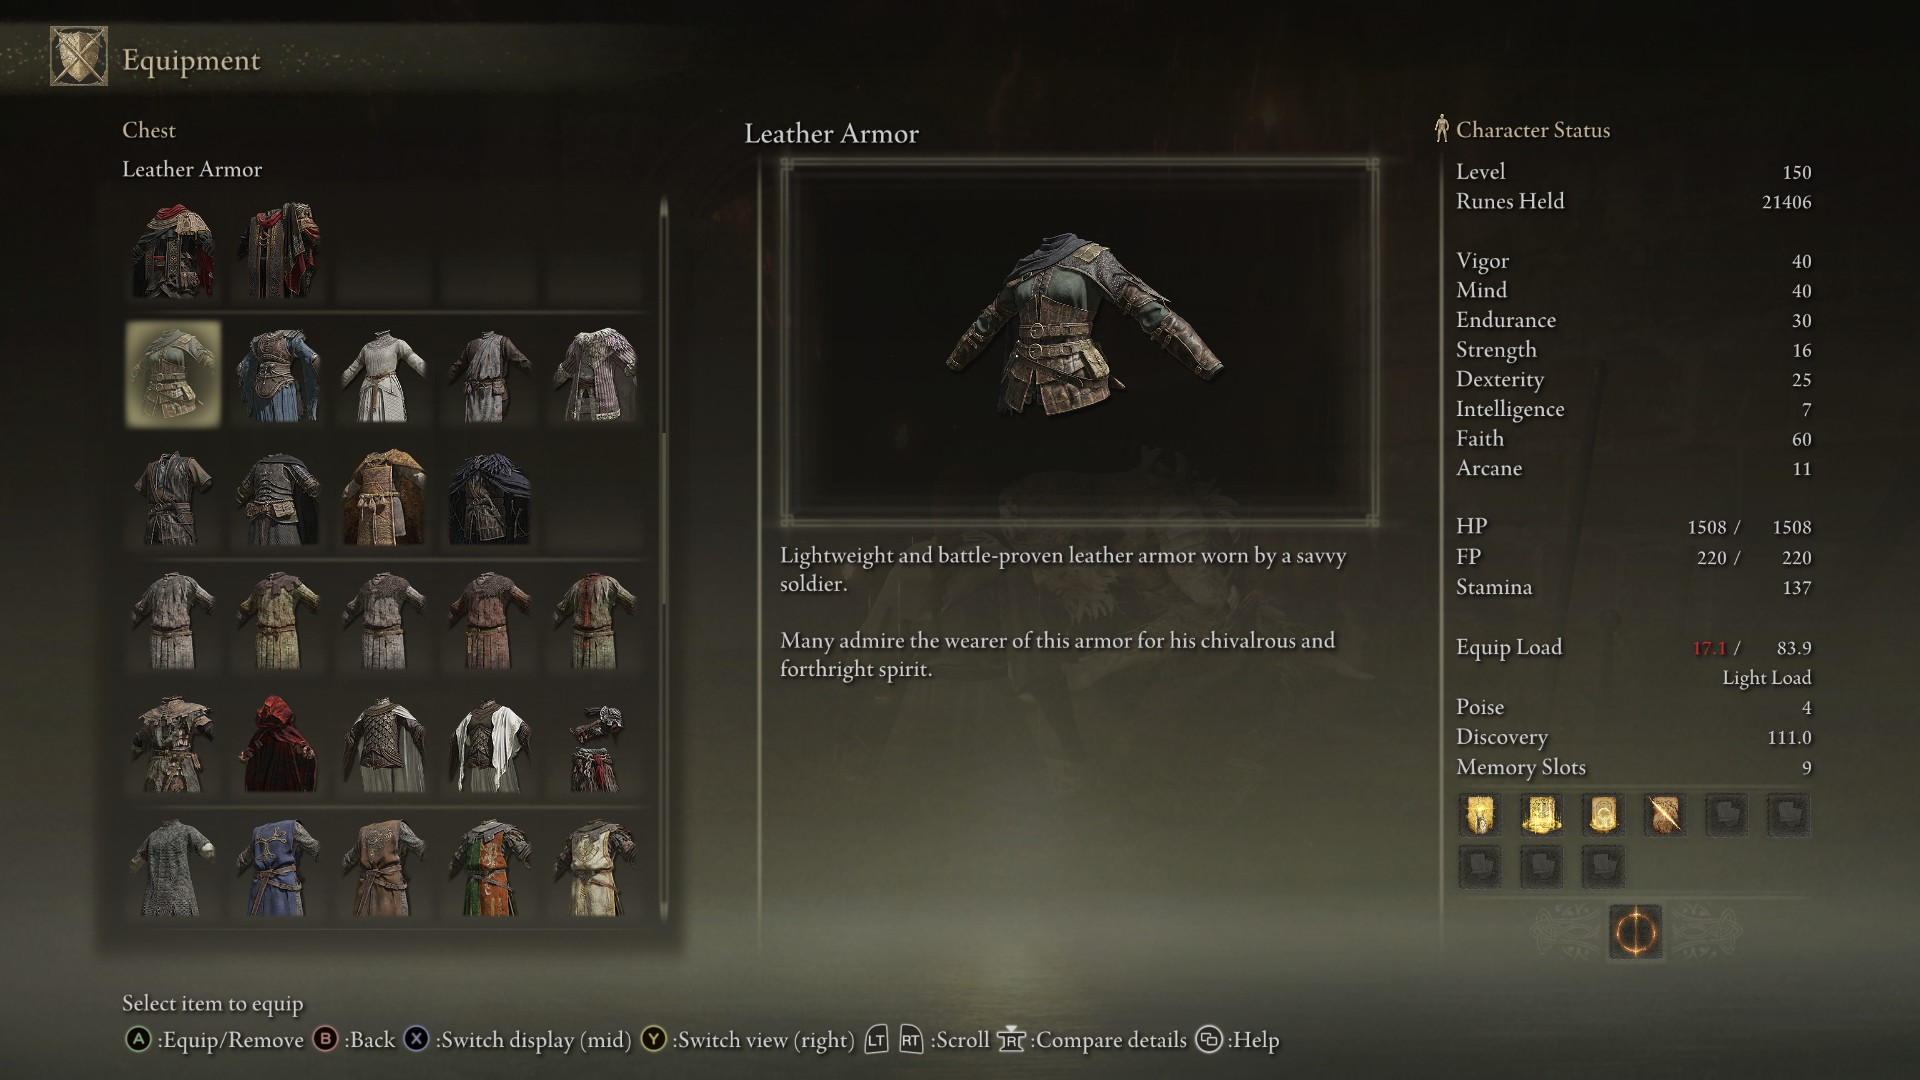 Equipment
Chest
Leather Armor
Leather Armor
Lightweight and battle-proven leather armor worn by a savvy
soldier.
Many admire the wearer of this armor for his chivalrous and
forthright spirit.
Character Status
Level 150
Runes Held 21406
Vigor 40
Mind 40
Endurance 30
Strength 16
Dexterity 25
Intelligence 7
Faith 60
Arcane 11
HP 1508 / 1508
FP 220 / 220
Stamina 137
Equip Load 17.1 / 83.9
Light Load
Poise 4
Discovery 111.0
Memory Slots 9
Select item to equip
A :Equip/Remove B :Back X :Switch display (mid) Y :Switch view (right) LT RT :Scroll R :Compare details :Help